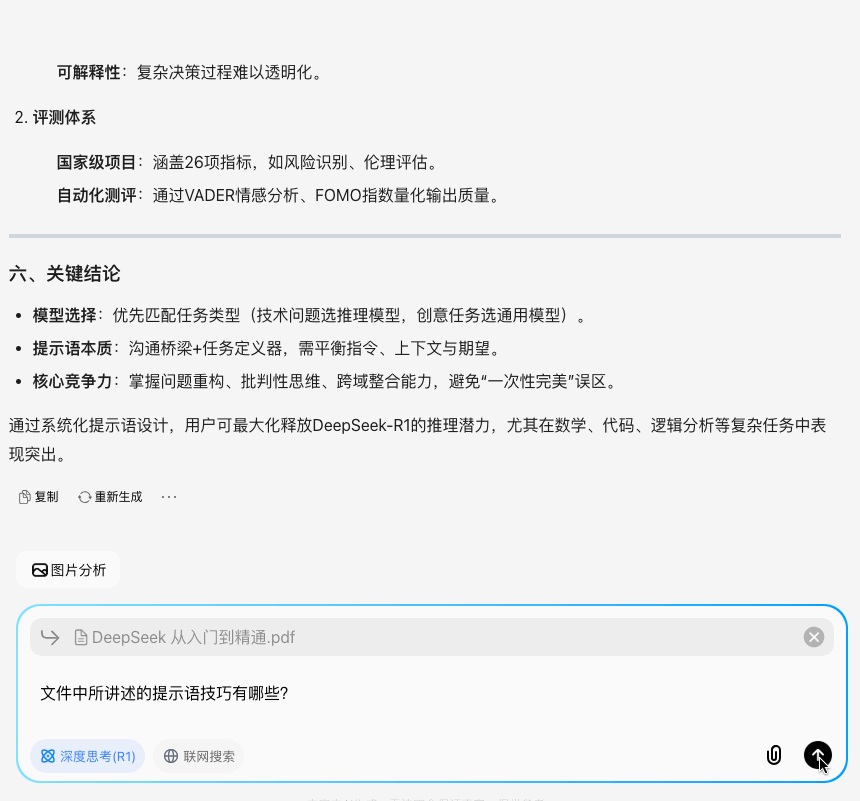 可解释性：复杂决策过程难以透明化。
2. 评测体系
国家级项目：涵盖26项指标，如风险识别、伦理评估。
自动化测评：通过VADER情感分析、FOMO指数量化输出质量。
六、关键结论
• 模型选择：优先匹配任务类型（技术问题选推理模型，创意任务选通用模型）。
• 提示语本质：沟通桥梁+任务定义器，需平衡指令、上下文与期望。
• 核心竞争力：掌握问题重构、批判性思维、跨域整合能力，避免“一次性完美”误区。
通过系统化提示语设计，用户可最大化释放DeepSeek-R1的推理潜力，尤其在数学、代码、逻辑分析等复杂任务中表
现突出。
复制 重新生成 ···
图片分析
DeepSeek 从入门到精通.pdf
文件中所讲述的提示语技巧有哪些?
深度思考(R1) 联网搜索